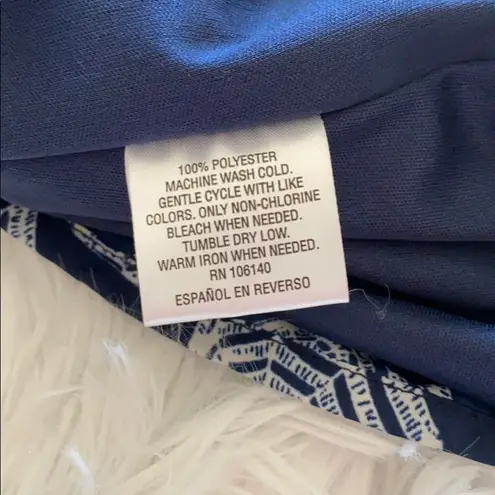 100% POLYESTER
MACHINE WASH COLD.
GENTLE CYCLE WITH LIKE
COLORS. ONLY NON-CHLORINE
BLEACH WHEN NEEDED.
TUMBLE DRY LOW.
WARM IRON WHEN NEEDED.
RN 106140
ESPAÑOL EN REVERSO